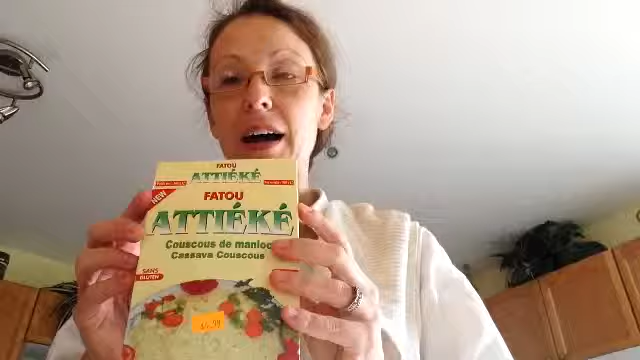 FATOU
ATTIÉKÉ
NEW
FATOU
ATTIÉKÉ
Couscous de manioc
Cassava Couscous
SANS
GLUTEN